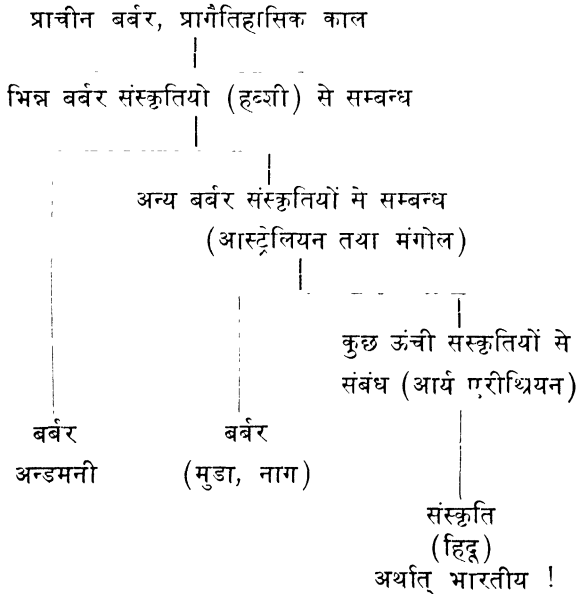 प्राचीन बर्बर, प्रागैतिहासिक काल
भिन्न बर्बर संस्कृतियो (हब्शी) से सम्बन्ध
अन्य बर्बर संस्कृतियों मे सम्बन्ध
(आस्ट्रेलियन तथा मंगोल)
कुछ ऊंची सस्कृतियों से
संबंध (आर्य एरीथ्रियन)
बर्बर
अन्डमनी
बर्बर
(मुडा, नाग)
संस्कृति
(हिदू)
अर्थात् भारतीय !